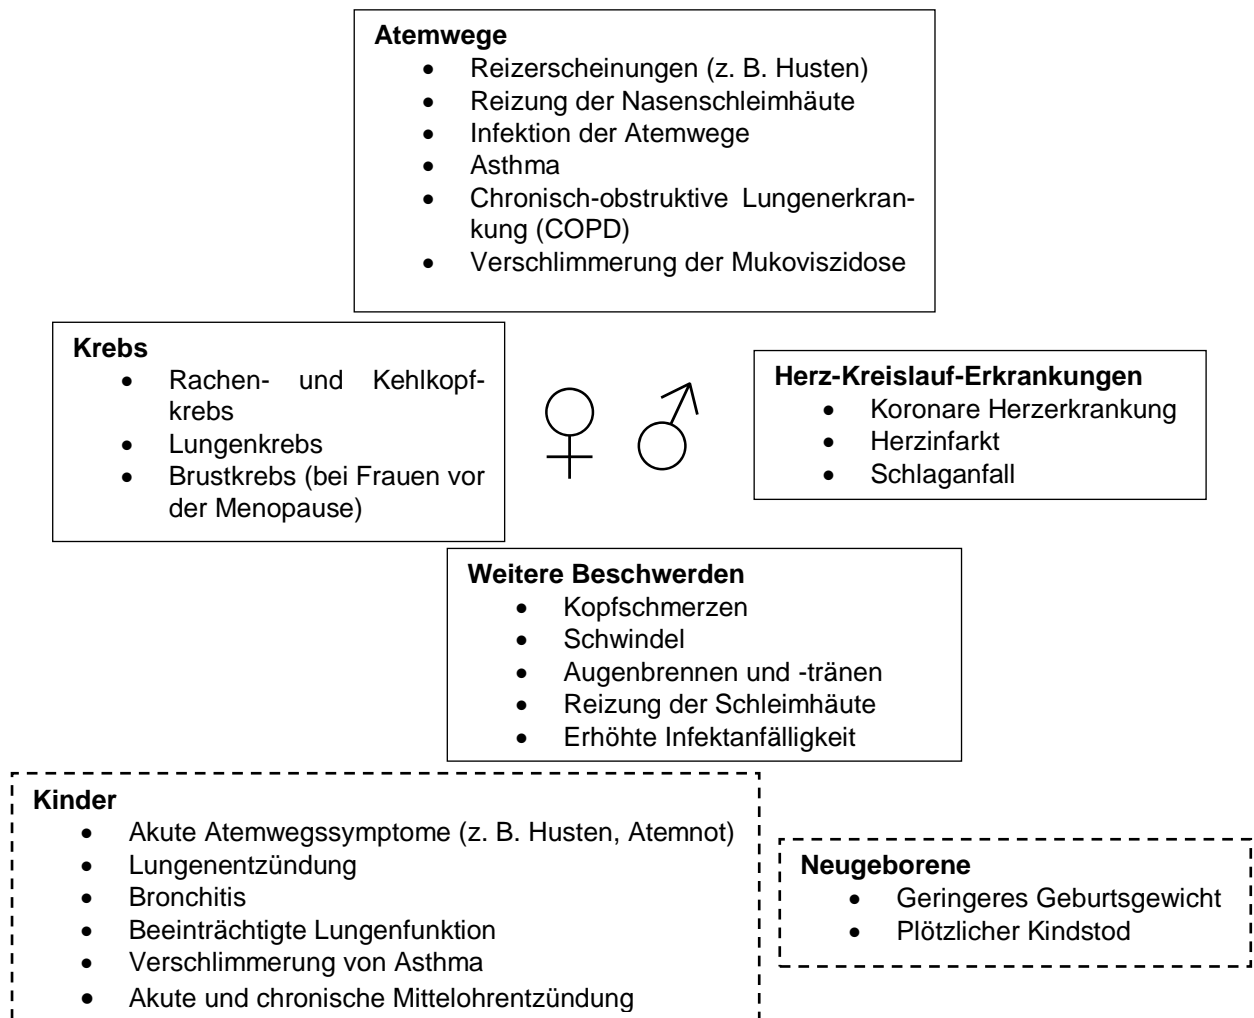 Atemwege
• Reizerscheinungen (z. B. Husten)
• Reizung der Nasenschleimhäute
• Infektion der Atemwege
• Asthma
• Chronisch-obstruktive Lungenerkran-
kung (COPD)
• Verschlimmerung der Mukoviszidose
Krebs
• Rachen- und Kehlkopf-
krebs
• Lungenkrebs
• Brustkrebs (bei Frauen vor
der Menopause)
Herz-Kreislauf-Erkrankungen
• Koronare Herzerkrankung
• Herzinfarkt
• Schlaganfall
Weitere Beschwerden
• Kopfschmerzen
• Schwindel
• Augenbrennen und -tränen
• Reizung der Schleimhäute
• Erhöhte Infektanfälligkeit
Kinder
• Akute Atemwegssymptome (z. B. Husten, Atemnot)
• Lungenentzündung
• Bronchitis
• Beeinträchtigte Lungenfunktion
• Verschlimmerung von Asthma
• Akute und chronische Mittelohrentzündung
Neugeborene
• Geringeres Geburtsgewicht
• Plötzlicher Kindstod